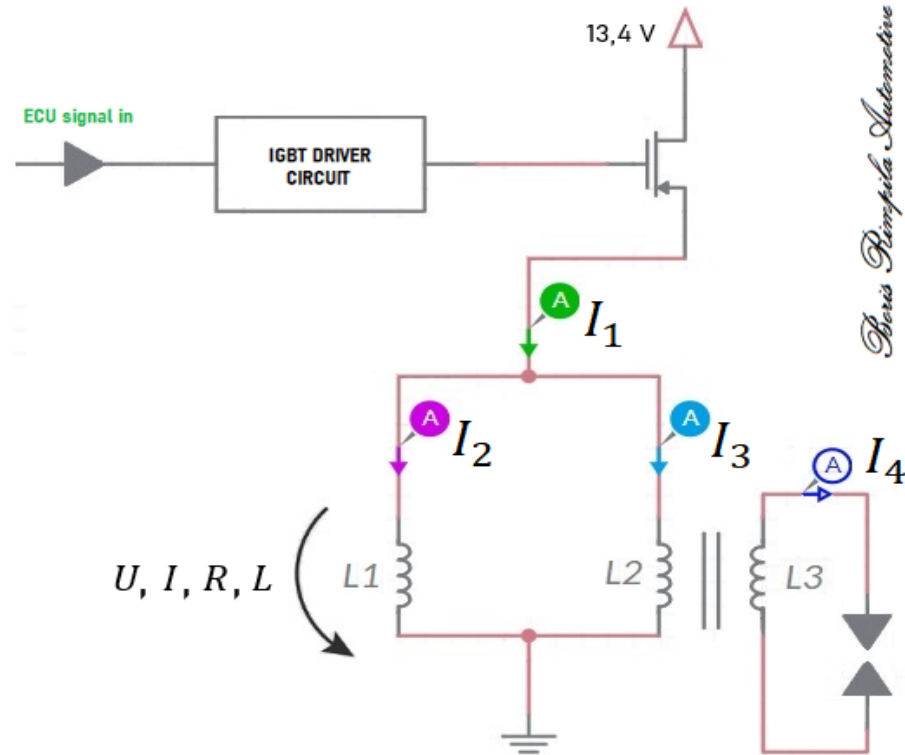 13,4 V
Boris Rimpila Automotive
ECU signal in
IGBT DRIVER
CIRCUIT
A
I₁
A
I₂
A
I₃
A
I₄
U, I, R, L
L1
L2
L3